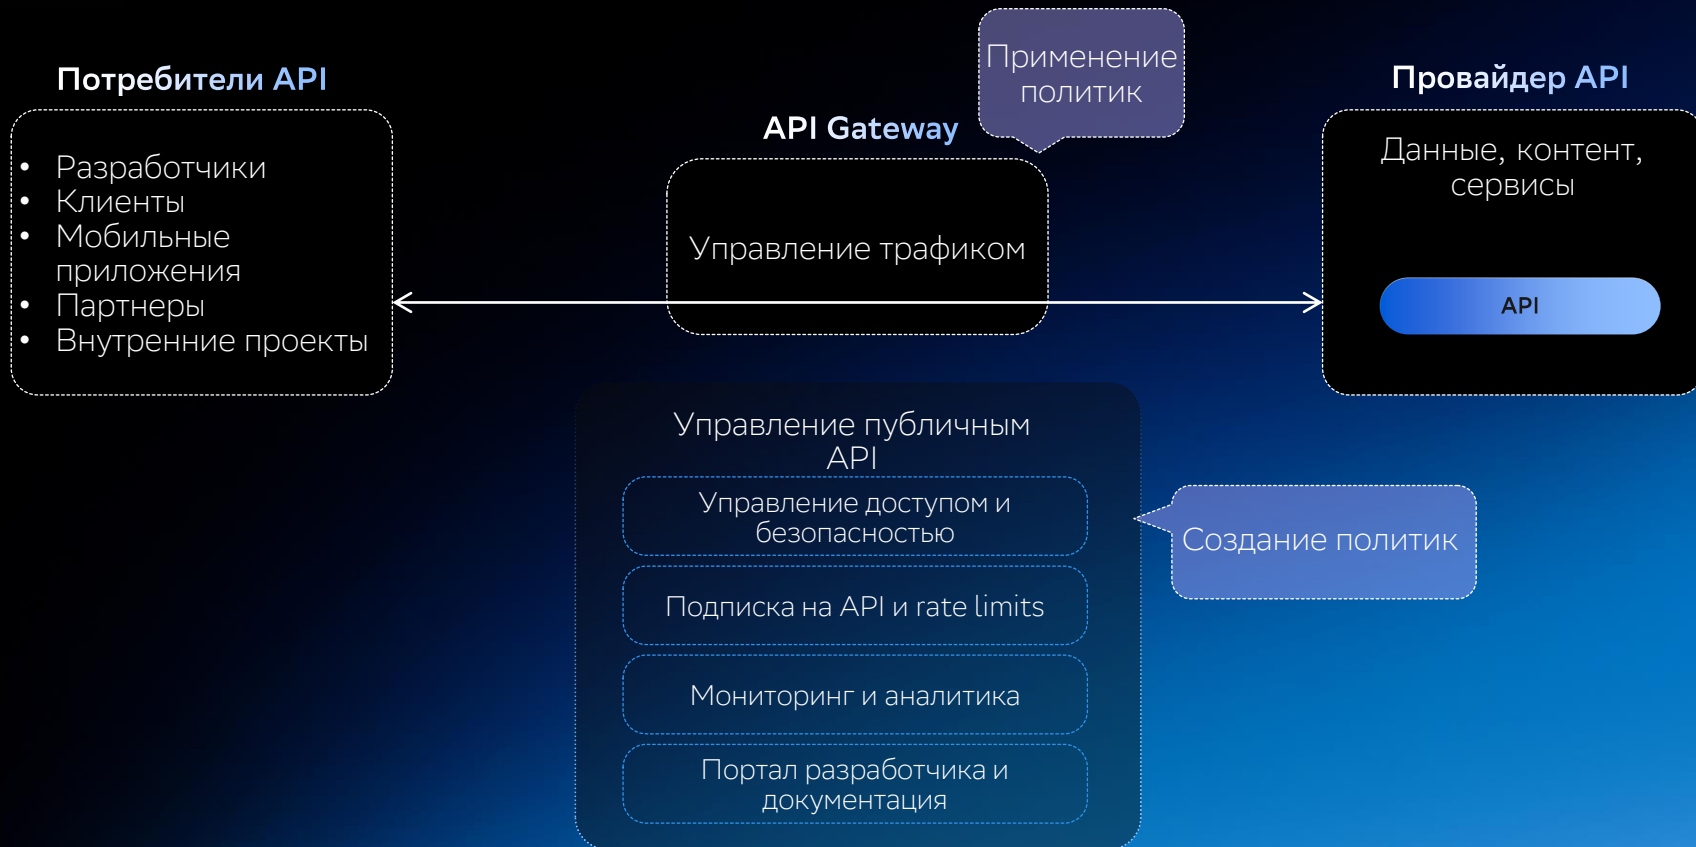 Потребители API
• Разработчики
• Клиенты
• Мобильные
приложения
• Партнеры
• Внутренние проекты
API Gateway
Управление трафиком
Применение
политик
Провайдер API
Данные, контент,
сервисы
API
Управление публичным
API
Управление доступом и
безопасностью
Подписка на API и rate limits
Мониторинг и аналитика
Портал разработчика и
документация
Создание политик